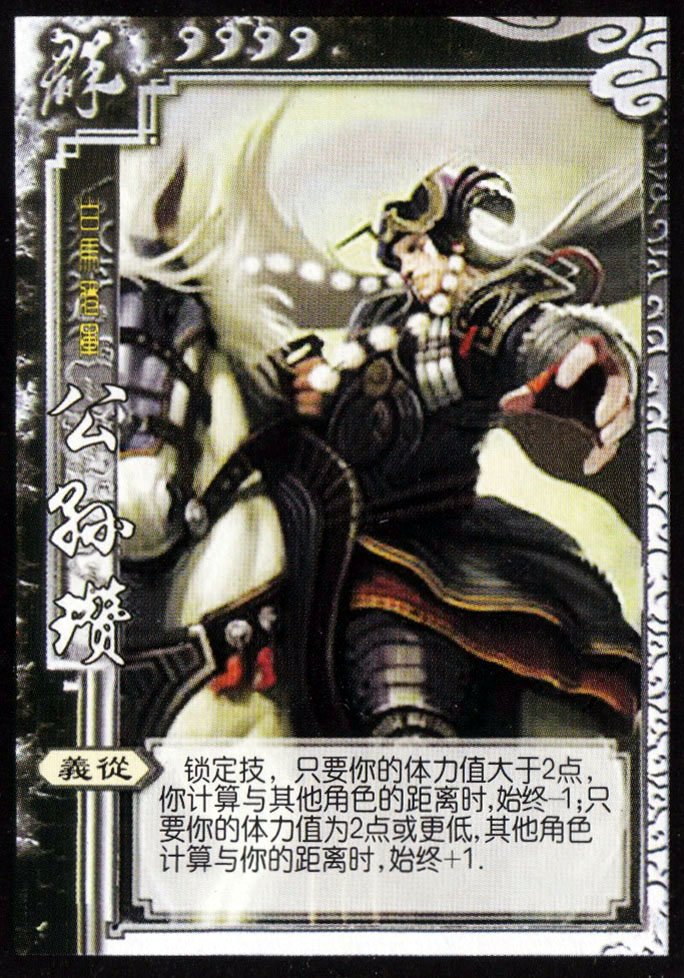 群
白馬將軍
公孙瓒
義從
锁定技，只要你的体力值大于2点，
你计算与其他角色的距离时,始终-1;只
要你的体力值为2点或更低,其他角色
计算与你的距离时,始终+1.